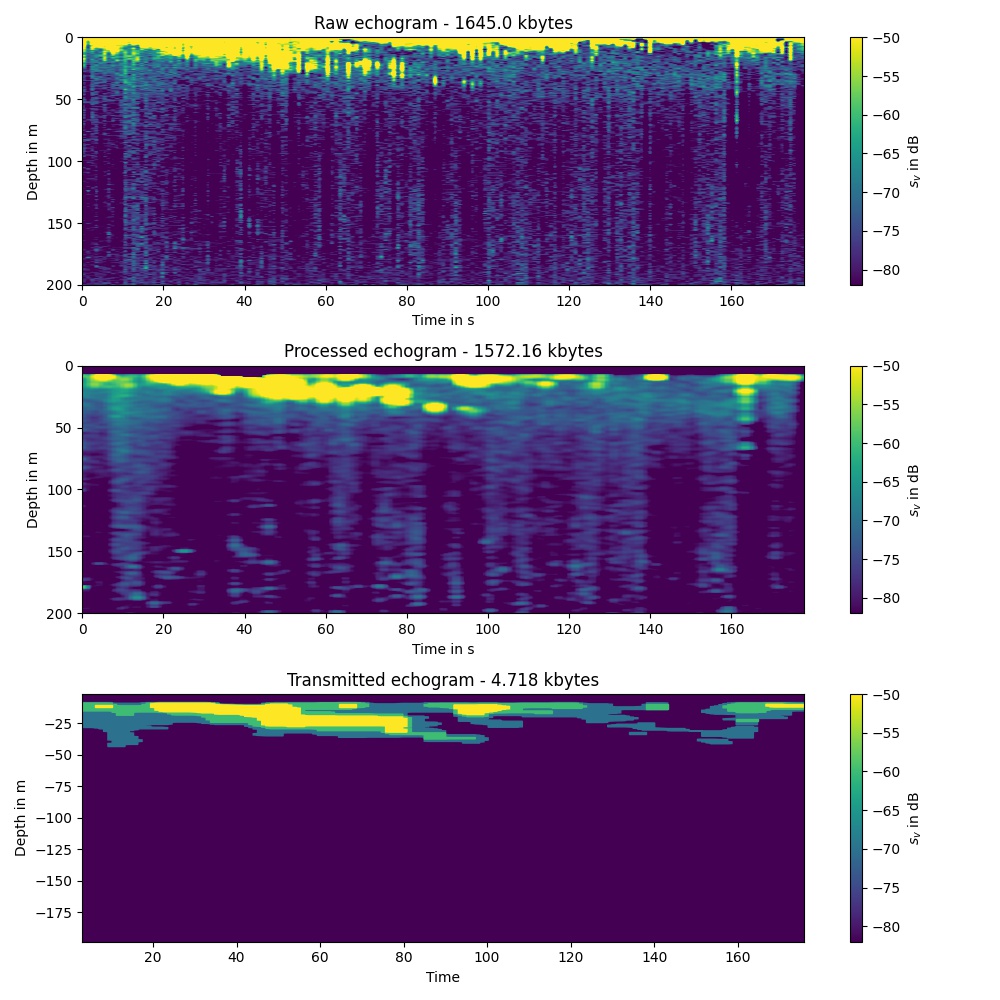 Raw echogram - 1645.0 kbytes
0
50
100
150
200
Depth in m
0 20 40 60 80 100 120 140 160
Time in s
−50
−55
−60
−65
−70
−75
−80
sv in dB
Processed echogram - 1572.16 kbytes
0
50
100
150
200
Depth in m
0 20 40 60 80 100 120 140 160
Time in s
−50
−55
−60
−65
−70
−75
−80
sv in dB
Transmitted echogram - 4.718 kbytes
−25
−50
−75
−100
−125
−150
−175
Depth in m
20 40 60 80 100 120 140 160
Time
−50
−55
−60
−65
−70
−75
−80
sv in dB